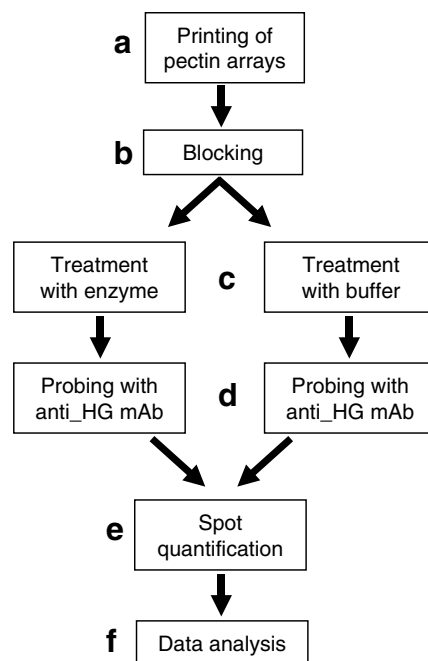 a
Printing of
pectin arrays
b
Blocking
Treatment
with enzyme
c
Treatment
with buffer
Probing with
anti_HG mAb
d
Probing with
anti_HG mAb
e
Spot
quantification
f
Data analysis